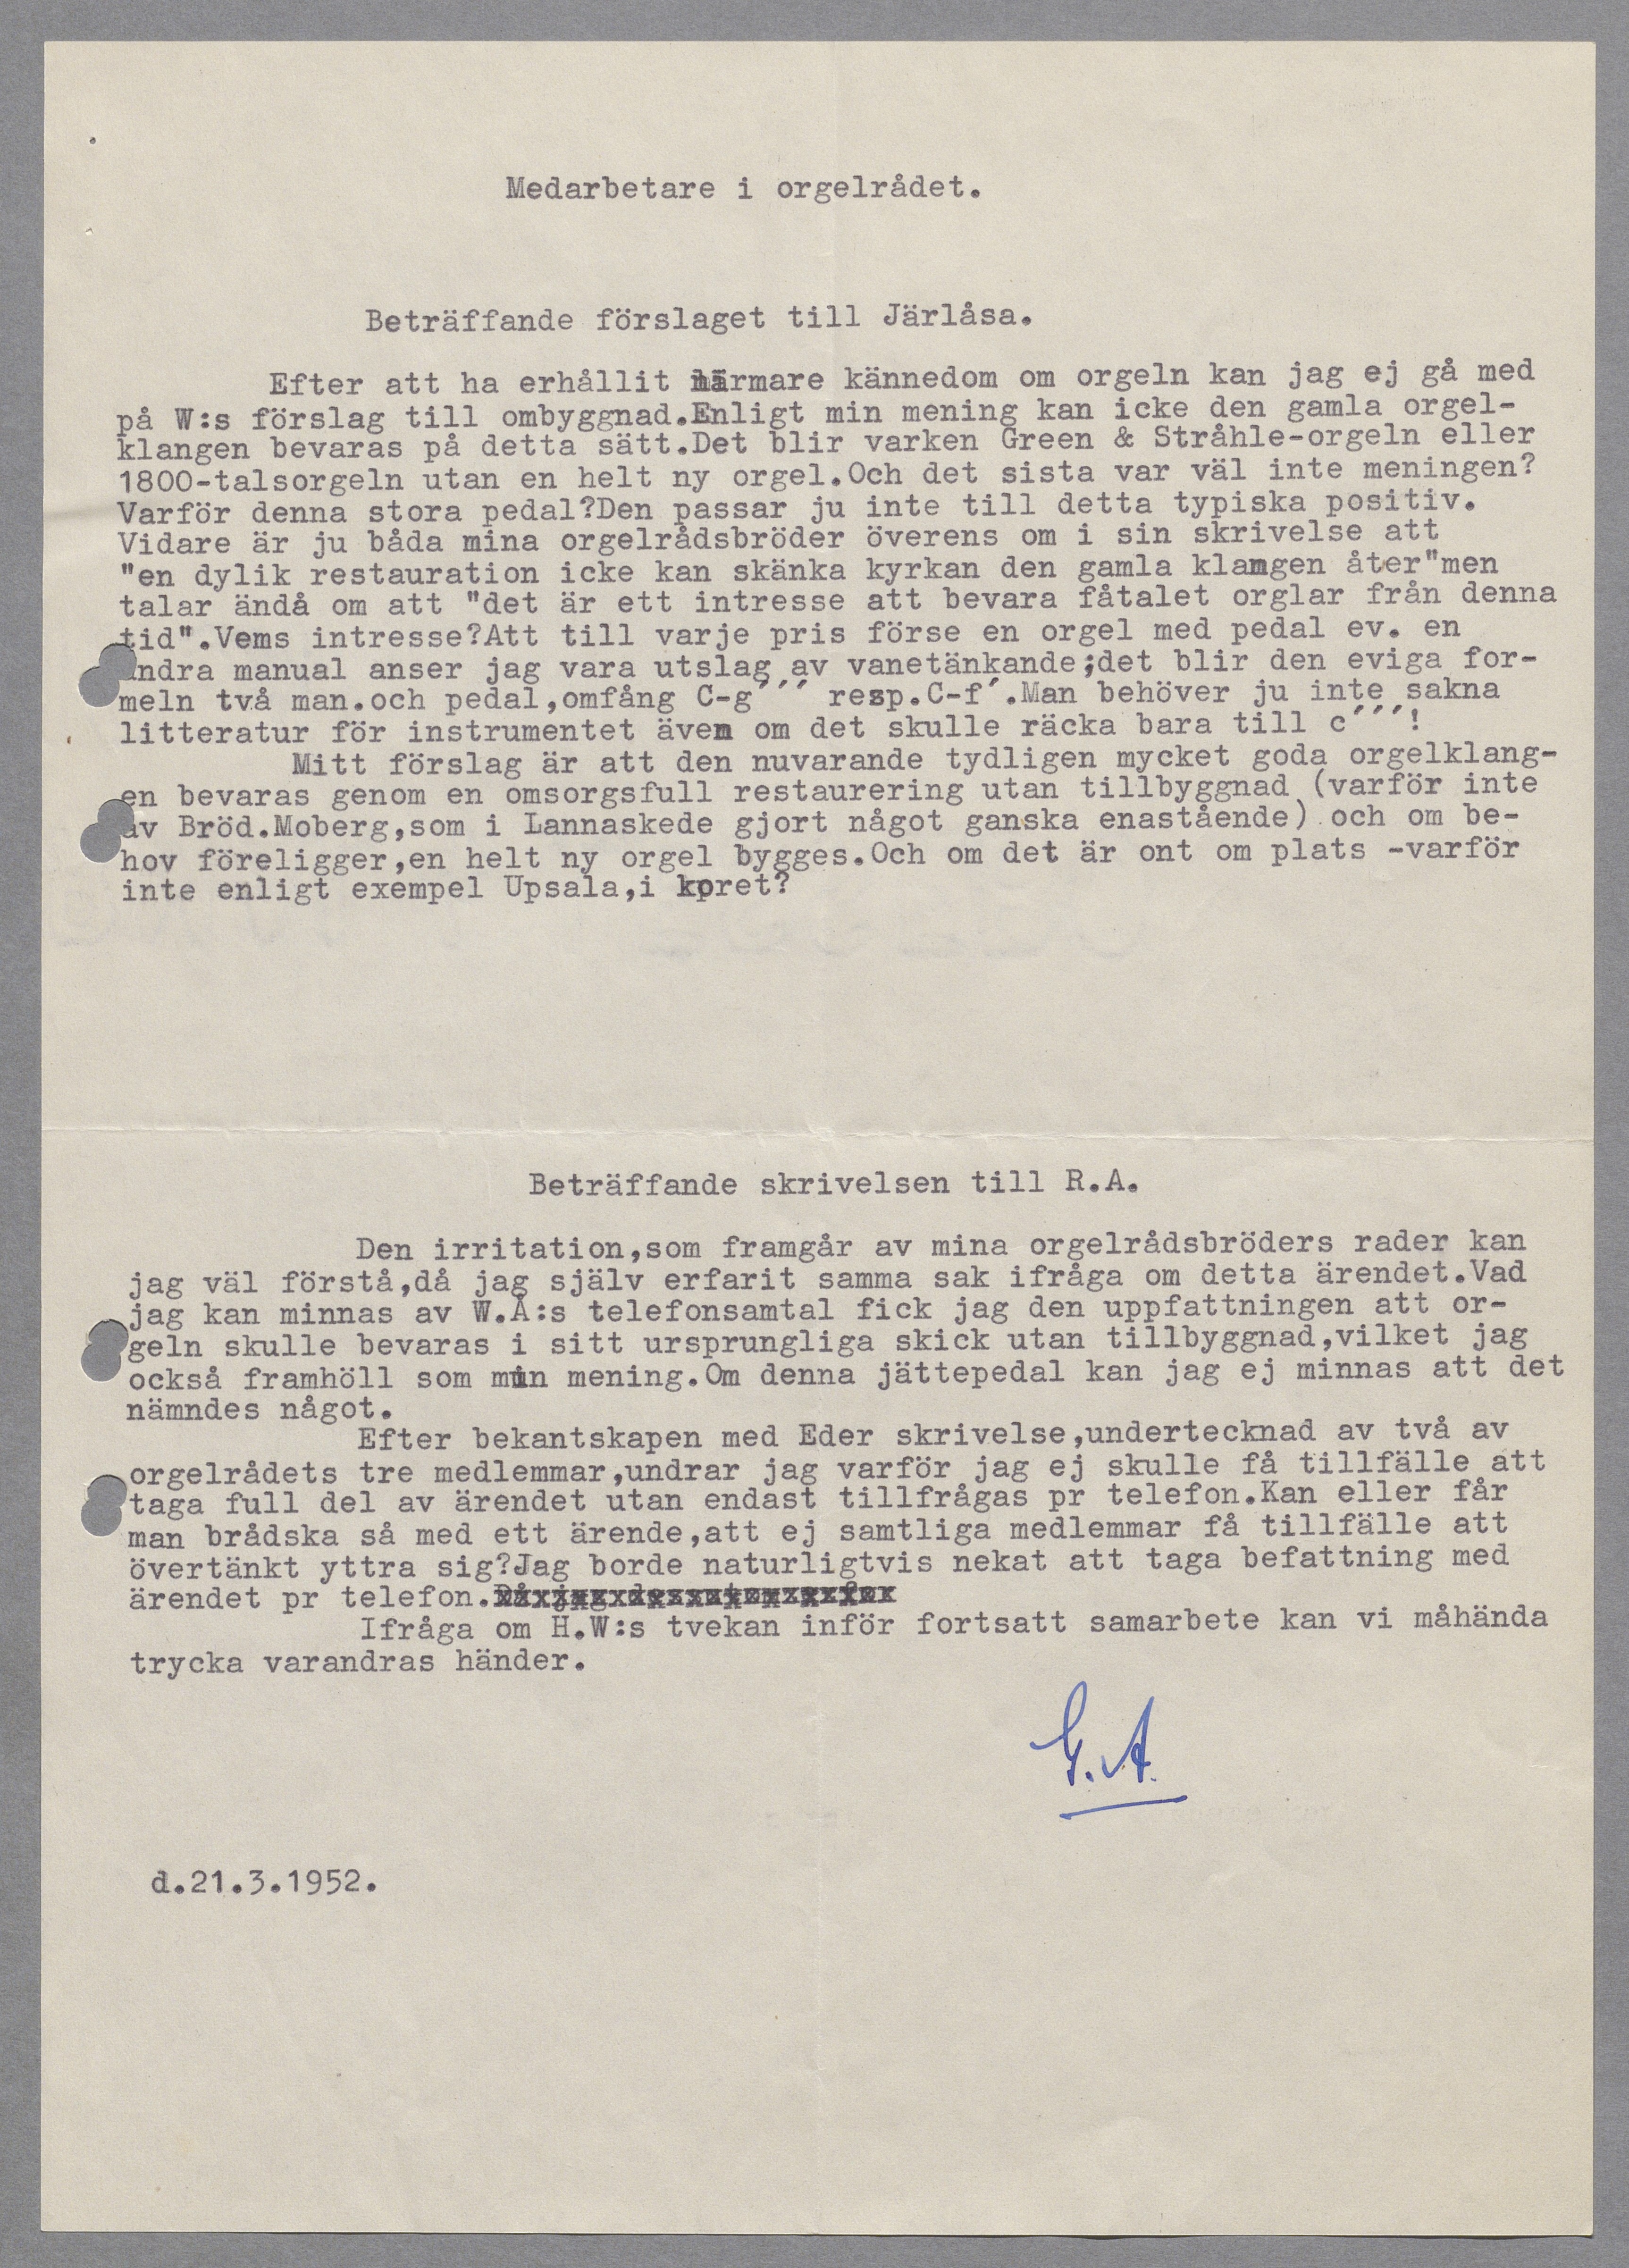 Medarbetare i orgelrådet.
Beträffande förslaget till Järlåsa.
Efter att ha erhållit närmare kännedom om orgeln kan jag ej gå med
på W:s förslag till ombyggnad.Enligt min mening kan icke den gamla orgel-
klangen bevaras på detta sätt.Det blir varken Green & Stråhle-orgeln eller
1800-talsorgeln utan en helt ny orgel.Och det sista var väl inte meningen?
Varför denna stora pedal?Den passar ju inte till detta typiska positiv.
Vidare är ju båda mina orgelrådsbröder överens om i sin skrivelse att
"en dylik restauration icke kan skänka kyrkan den gamla klangen åter"men
talar ändå om att "det är ett intresse att bevara fåtalet orglar från denna
tid".Vems intresse?Att till varje pris förse en orgel med pedal ev. en
andra manual anser jag vara utslag av vanetänkande;det blir den eviga for-
meln två man.och pedal,omfång C-g´´´ resp.C-f´.Man behöver ju inte sakna
litteratur för instrumentet även om det skulle räcka bara till c´´´!
Mitt förslag är att den nuvarande tydligen mycket goda orgelklang-
en bevaras genom en omsorgsfull restaurering utan tillbyggnad (varför inte
av Bröd.Moberg,som i Lannaskede gjort något ganska enastående) och om be-
hov föreligger,en helt ny orgel bygges.Och om det är ont om plats -varför
inte enligt exempel Upsala,i koret?
Beträffande skrivelsen till R.A.
Den irritation,som framgår av mina orgelrådsbröders rader kan
jag väl förstå,då jag själv erfarit samma sak ifråga om detta ärendet.Vad
jag kan minnas av W.Å:s telefonsamtal fick jag den uppfattningen att or-
geln skulle bevaras i sitt ursprungliga skick utan tillbyggnad,vilket jag
också framhöll som min mening.Om denna jättepedal kan jag ej minnas att det
nämndes något.
Efter bekantskapen med Eder skrivelse,undertecknad av två av
orgelrådets tre medlemmar,undrar jag varför jag ej skulle få tillfälle att
taga full del av ärendet utan endast tillfrågas pr telefon.Kan eller får
man brådska så med ett ärende,att ej samtliga medlemmar få tillfälle att
övertänkt yttra sig?Jag borde naturligtvis nekat att taga befattning med
ärendet pr telefon.
Ifråga om H.W:s tvekan inför fortsatt samarbete kan vi måhända
trycka varandras händer.
G.A.
d.21.3.1952.